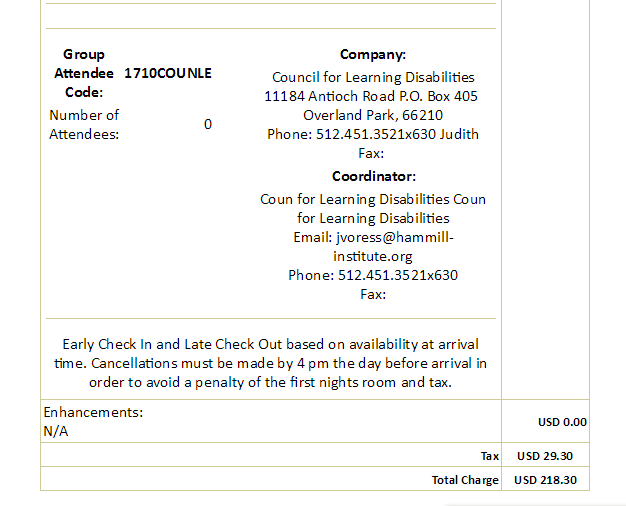 Group
Attendee 1710COUNLE
Code:
Number of
Attendees: 0
Company:
Council for Learning Disabilities
11184 Antioch Road P.O. Box 405
Overland Park, 66210
Phone: 512.451.3521x630 Judith
Fax:
Coordinator:
Coun for Learning Disabilities Coun
for Learning Disabilities
Email: jvoress@hammill-
institute.org
Phone: 512.451.3521x630
Fax:
Early Check In and Late Check Out based on availability at arrival
time. Cancellations must be made by 4 pm the day before arrival in
order to avoid a penalty of the first nights room and tax.
Enhancements:
N/A
USD 0.00
Tax USD 29.30
Total Charge USD 218.30